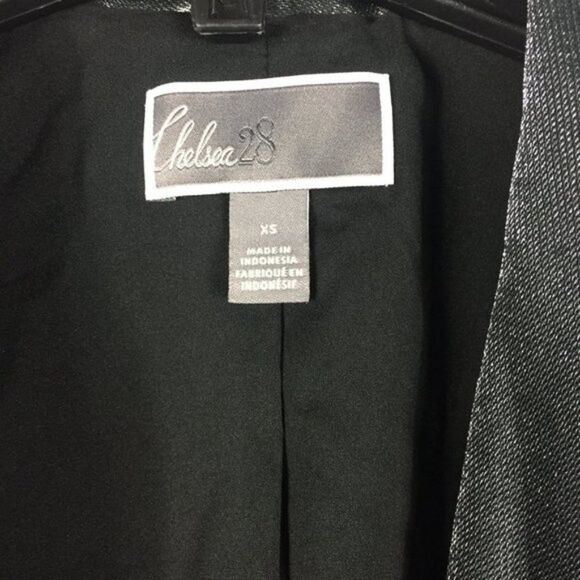 Chelsea28
XS
MADE IN
INDONESIA
FABRIQUÉ EN
INDONÉSIE